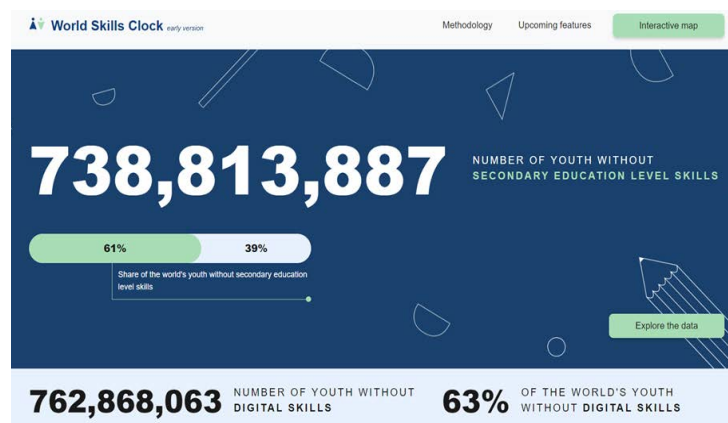 World Skills Clock early version
Methodology
Upcoming features
Interactive map
738,813,887
NUMBER OF YOUTH WITHOUT
SECONDARY EDUCATION LEVEL SKILLS
61%
39%
Share of the world's youth without secondary education
level skills
Explore the data
762,868,063
NUMBER OF YOUTH WITHOUT
DIGITAL SKILLS
63%
OF THE WORLD'S YOUTH
WITHOUT DIGITAL SKILLS